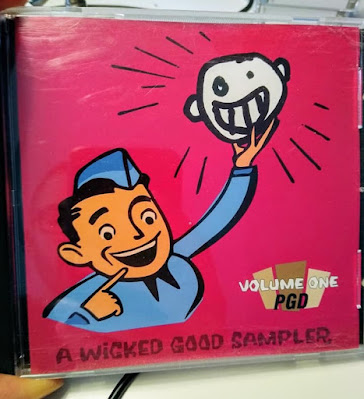 VOLUME ONE
PGD
A WICKED GOOD SAMPLER.